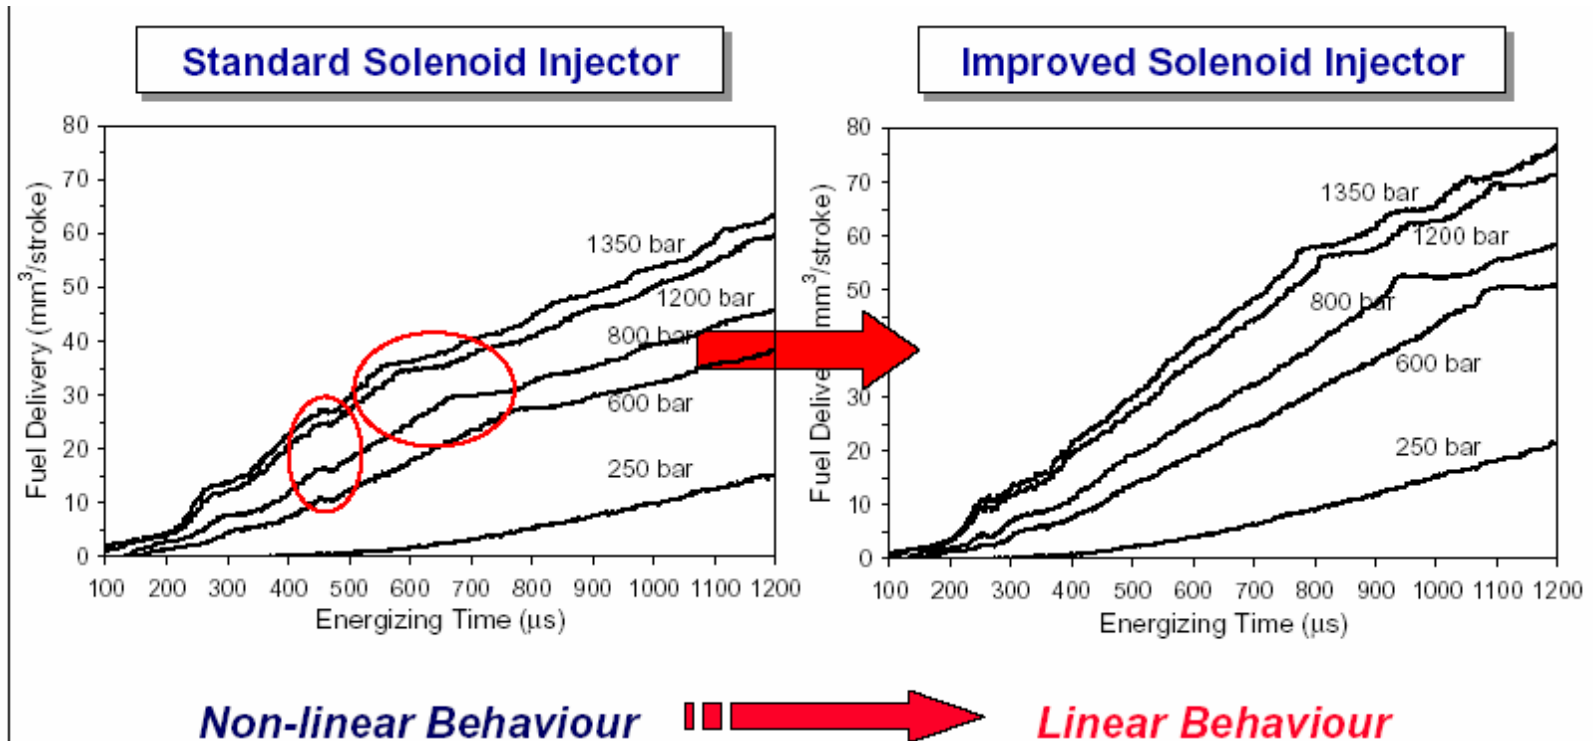 Standard Solenoid Injector
Improved Solenoid Injector
Fuel Delivery (mm³/stroke)
80
70
60
50
40
30
20
10
0
1350 bar
1200 bar
800 bar
600 bar
250 bar
100 200 300 400 500 600 700 800 900 1000 1100 1200
Energizing Time (µs)
Fuel Delive mm³/stroke)
80
70
60
50
30
20
10
0
1350 bar
1200 bar
800 bar
600 bar
250 bar
100 200 300 400 500 600 700 800 900 1000 1100 1200
Energizing Time (µs)
Non-linear Behaviour
Linear Behaviour